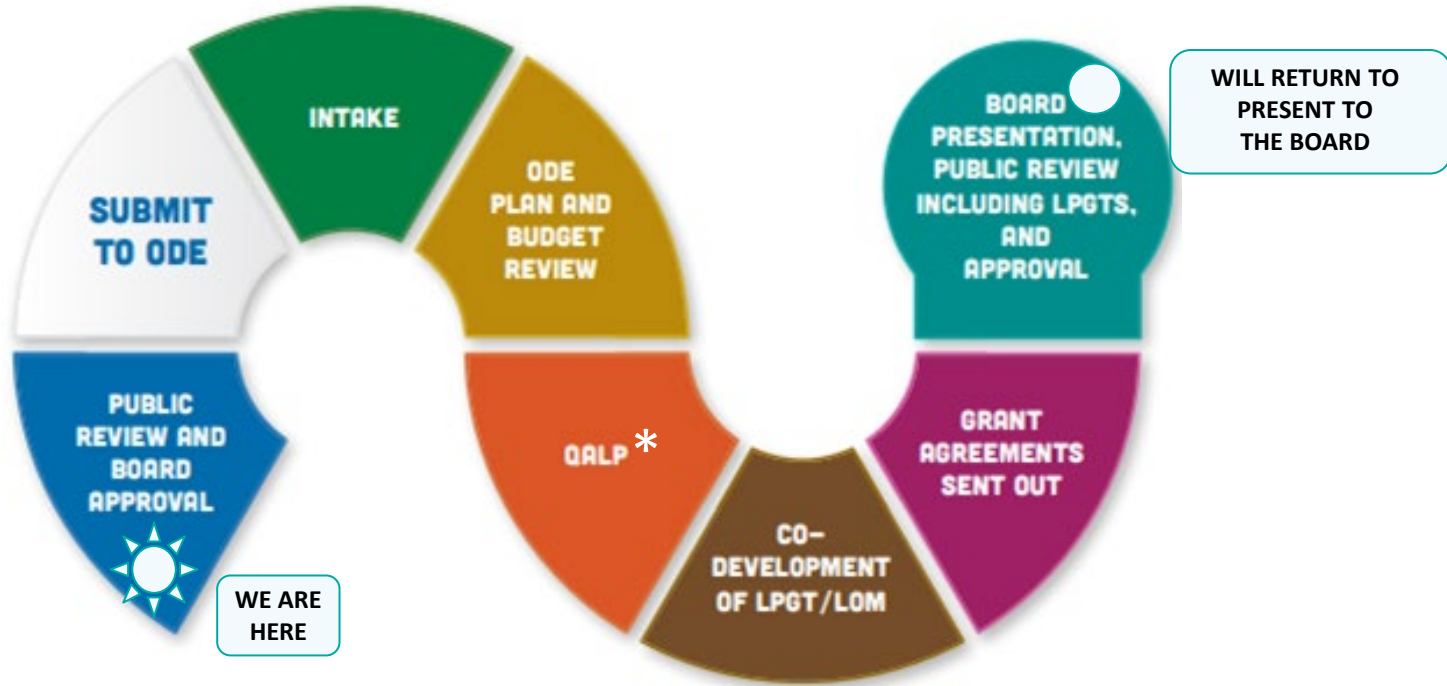 PUBLIC
REVIEW AND
BOARD
APPROVAL
WE ARE
HERE
SUBMIT
TO ODE
INTAKE
ODE
PLAN AND
BUDGET
REVIEW
QALP *
CO-
DEVELOPMENT
OF LPGT/LOM
GRANT
AGREEMENTS
SENT OUT
BOARD
PRESENTATION,
PUBLIC REVIEW
INCLUDING LPGTS,
AND
APPROVAL
WILL RETURN TO
PRESENT TO
THE BOARD